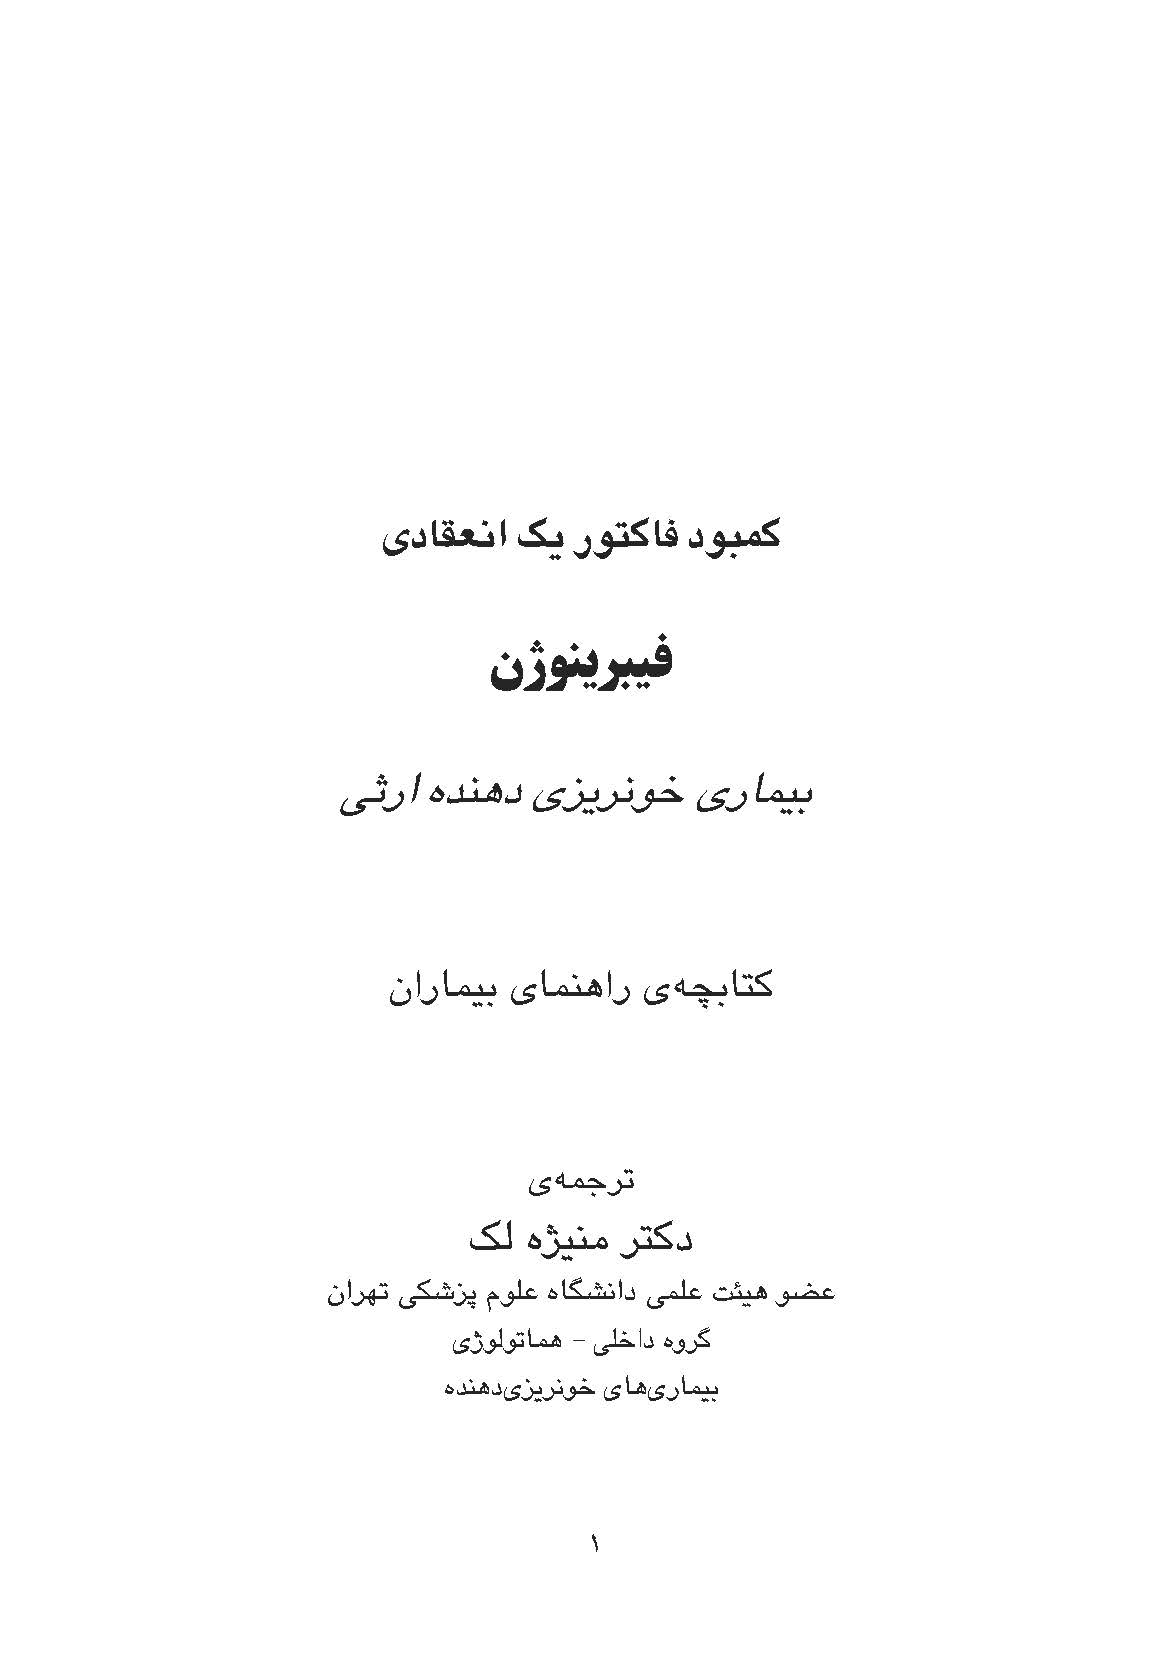 کمبود فاکتور یک انعقادی
فیبرینوژن
بیماری خونریزی دهنده ارثی
کتابچه‌ی راهنمای بیماران
ترجمه‌ی
دکتر منیژه لک
عضو هیئت علمی دانشگاه علوم پزشکی تهران
گروه داخلی – هماتولوژی
بیماری‌های خونریزی‌دهنده
۱